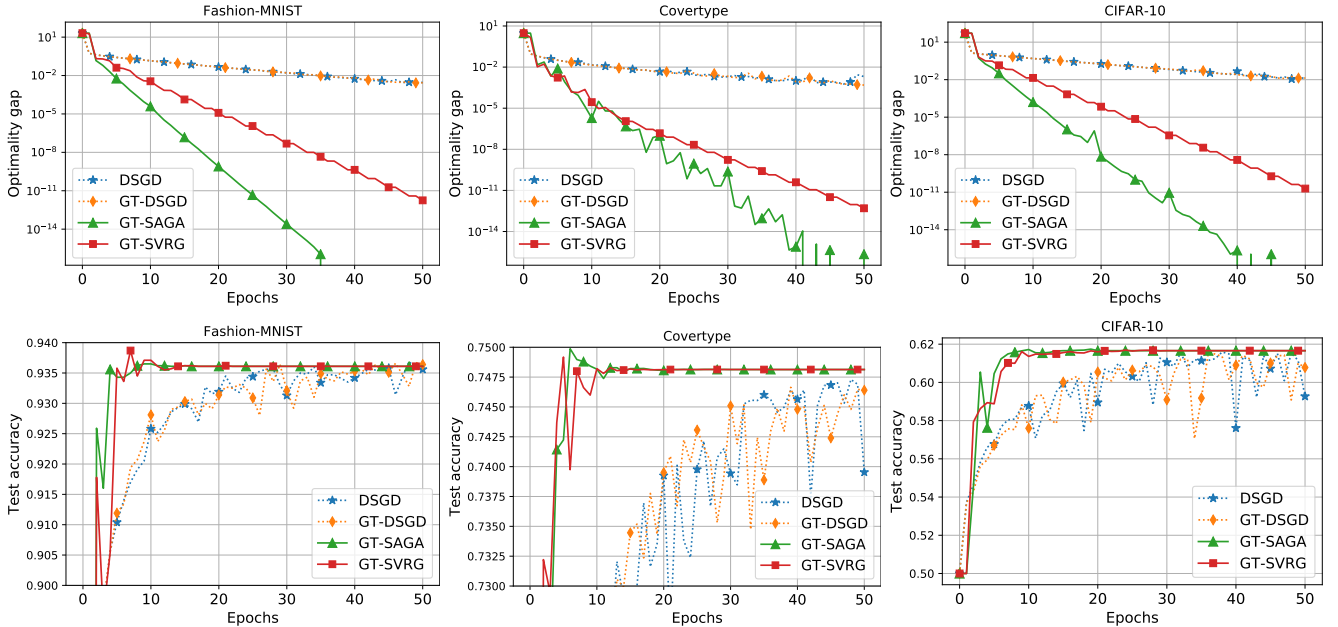 Fashion-MNIST
Optimality gap
10^1
10^−2
10^−5
10^−8
10^−11
10^−14
DSGD
GT-DSGD
GT-SAGA
GT-SVRG
0 10 20 30 40 50
Epochs
Covertype
Optimality gap
10^1
10^−2
10^−5
10^−8
10^−11
10^−14
DSGD
GT-DSGD
GT-SAGA
GT-SVRG
0 10 20 30 40 50
Epochs
CIFAR-10
Optimality gap
10^1
10^−2
10^−5
10^−8
10^−11
10^−14
DSGD
GT-DSGD
GT-SAGA
GT-SVRG
0 10 20 30 40 50
Epochs
Fashion-MNIST
Test accuracy
0.940
0.935
0.930
0.925
0.920
0.915
0.910
0.905
0.900
DSGD
GT-DSGD
GT-SAGA
GT-SVRG
0 10 20 30 40 50
Epochs
Covertype
Test accuracy
0.7500
0.7475
0.7450
0.7425
0.7400
0.7375
0.7350
0.7325
0.7300
DSGD
GT-DSGD
GT-SAGA
GT-SVRG
0 10 20 30 40 50
Epochs
CIFAR-10
Test accuracy
0.62
0.60
0.58
0.56
0.54
0.52
0.50
DSGD
GT-DSGD
GT-SAGA
GT-SVRG
0 10 20 30 40 50
Epochs